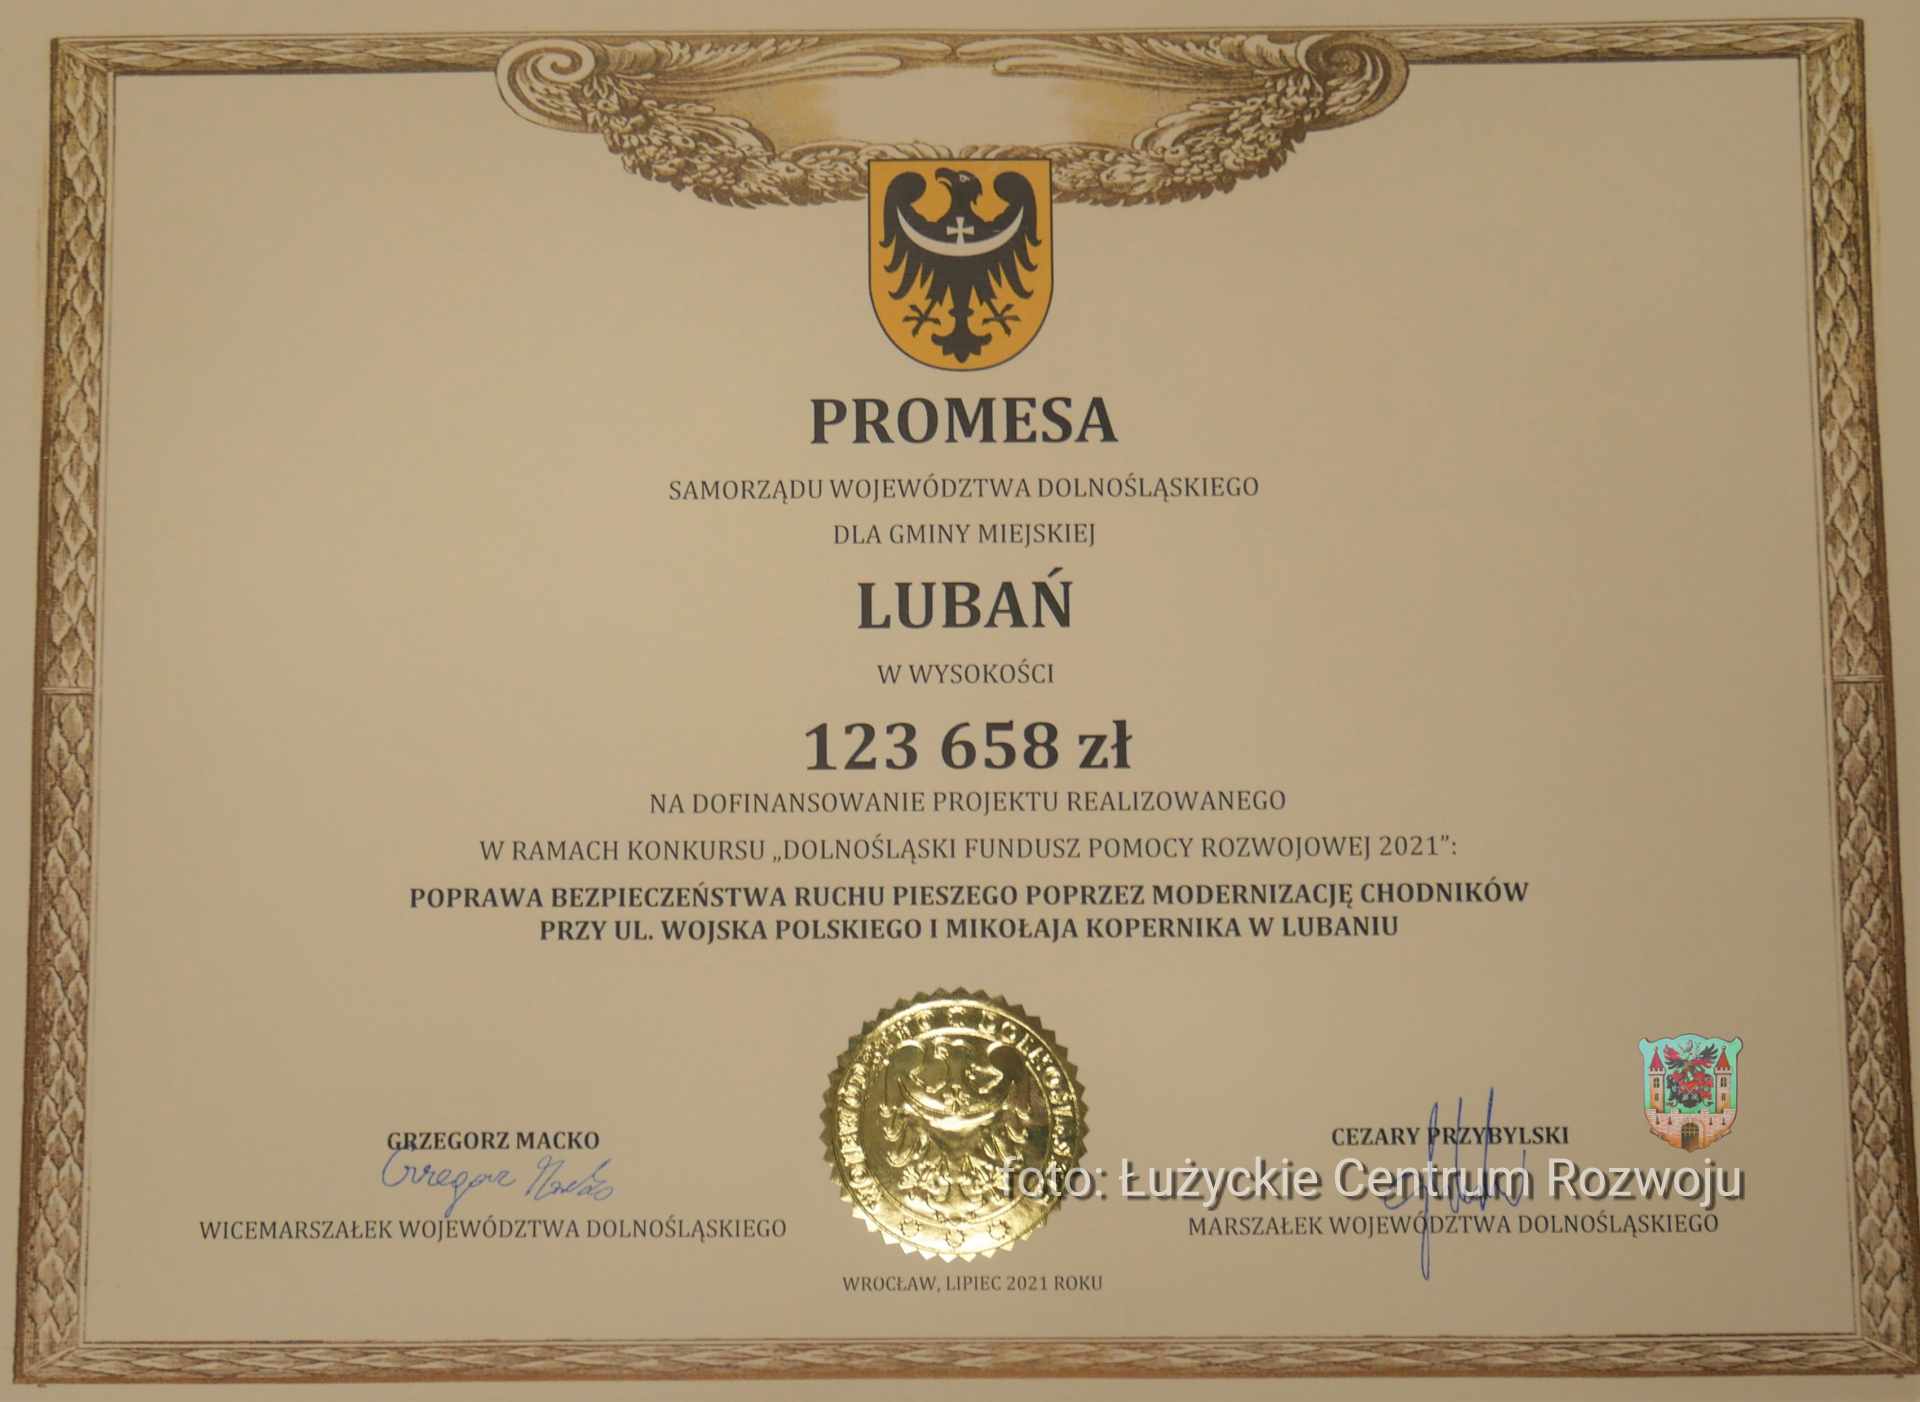 PROMESA
SAMORZĄDU WOJEWÓDZTWA DOLNOŚLĄSKIEGO
DLA GMINY MIEJSKIEJ
LUBAŃ
W WYSOKOŚCI
123 658 zł
NA DOFINANSOWANIE PROJEKTU REALIZOWANEGO
W RAMACH KONKURSU „DOLNOŚLĄSKI FUNDUSZ POMOCY ROZWOJOWEJ 2021”:
POPRAWA BEZPIECZEŃSTWA RUCHU PIESZEGO POPRZEZ MODERNIZACJĘ CHODNIKÓW
PRZY UL. WOJSKA POLSKIEGO I MIKOŁAJA KOPERNIKA W LUBANIU
GRZEGORZ MACKO
Grzegorz Macko
WICEMARSZAŁEK WOJEWÓDZTWA DOLNOŚLĄSKIEGO
CEZARY PRZYBYLSKI
foto: Łużyckie Centrum Rozwoju
MARSZAŁEK WOJEWÓDZTWA DOLNOŚLĄSKIEGO
WROCŁAW, LIPIEC 2021 ROKU